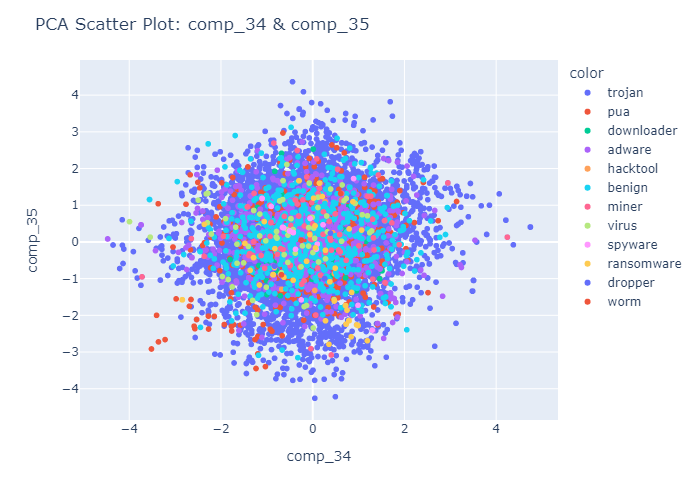 PCA Scatter Plot: comp_34 & comp_35
color
trojan
pua
downloader
adware
hacktool
benign
miner
virus
spyware
ransomware
dropper
worm
comp_35
4
3
2
1
0
−1
−2
−3
−4
−4 −2 0 2 4
comp_34